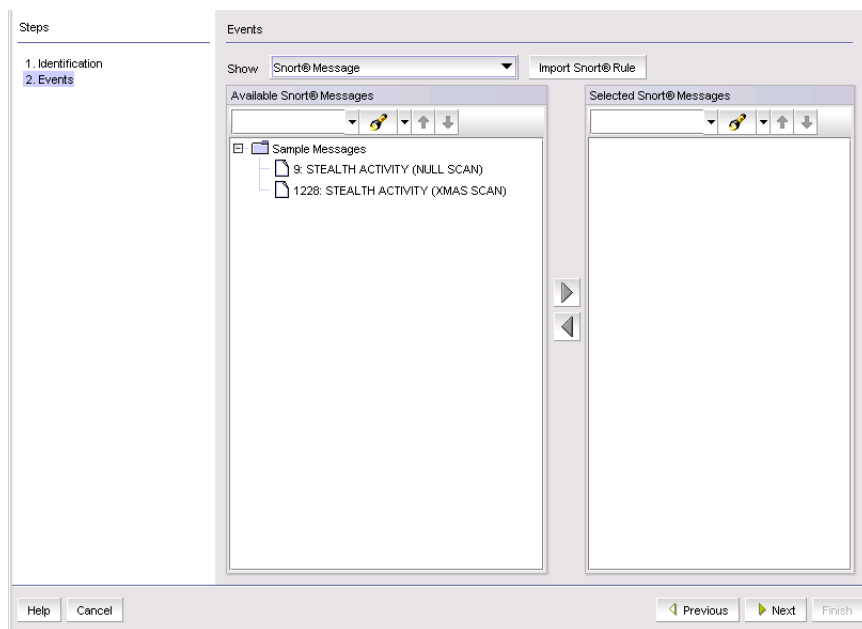 Steps
1. Identification
2. Events
Events
Show Snort® Message Import Snort® Rule
Available Snort® Messages
Sample Messages
9: STEALTH ACTIVITY (NULL SCAN)
1228: STEALTH ACTIVITY (XMAS SCAN)
Selected Snort® Messages
Help Cancel Previous Next Finish